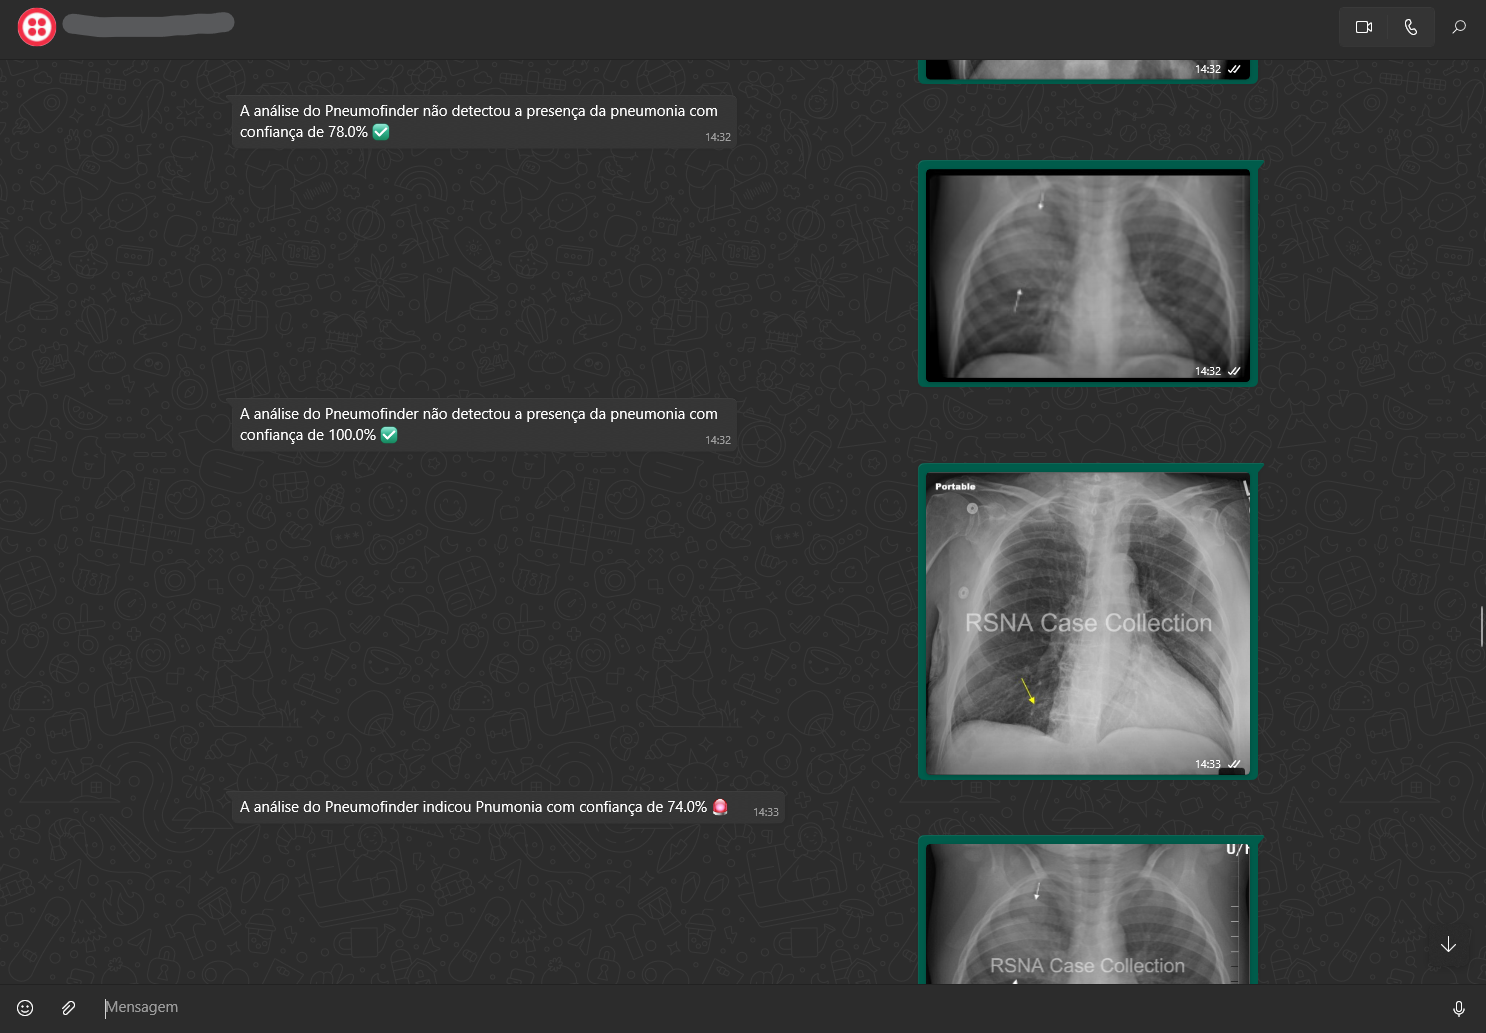 14:32
A análise do Pneumofinder não detectou a presença da pneumonia com
confiança de 78.0% ✅
14:32
14:32
A análise do Pneumofinder não detectou a presença da pneumonia com
confiança de 100.0% ✅
14:32
Portable
RSNA Case Collection
14:33
A análise do Pneumofinder indicou Pnumonia com confiança de 74.0% 🚨
14:33
RSNA Case Collection
Mensagem